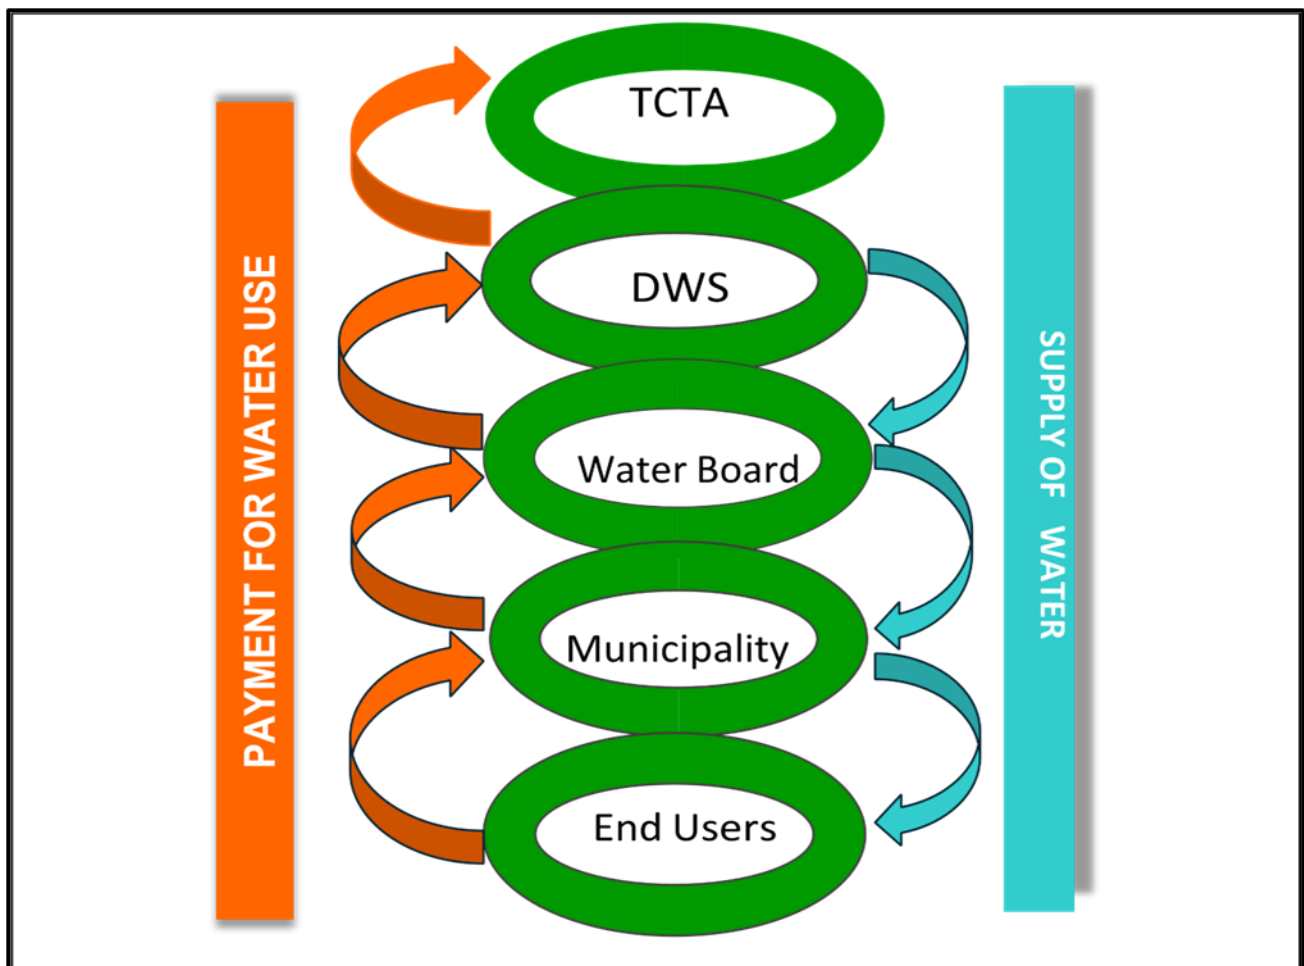 PAYMENT FOR WATER USE
TCTA
DWS
Water Board
Municipality
End Users
SUPPLY OF WATER